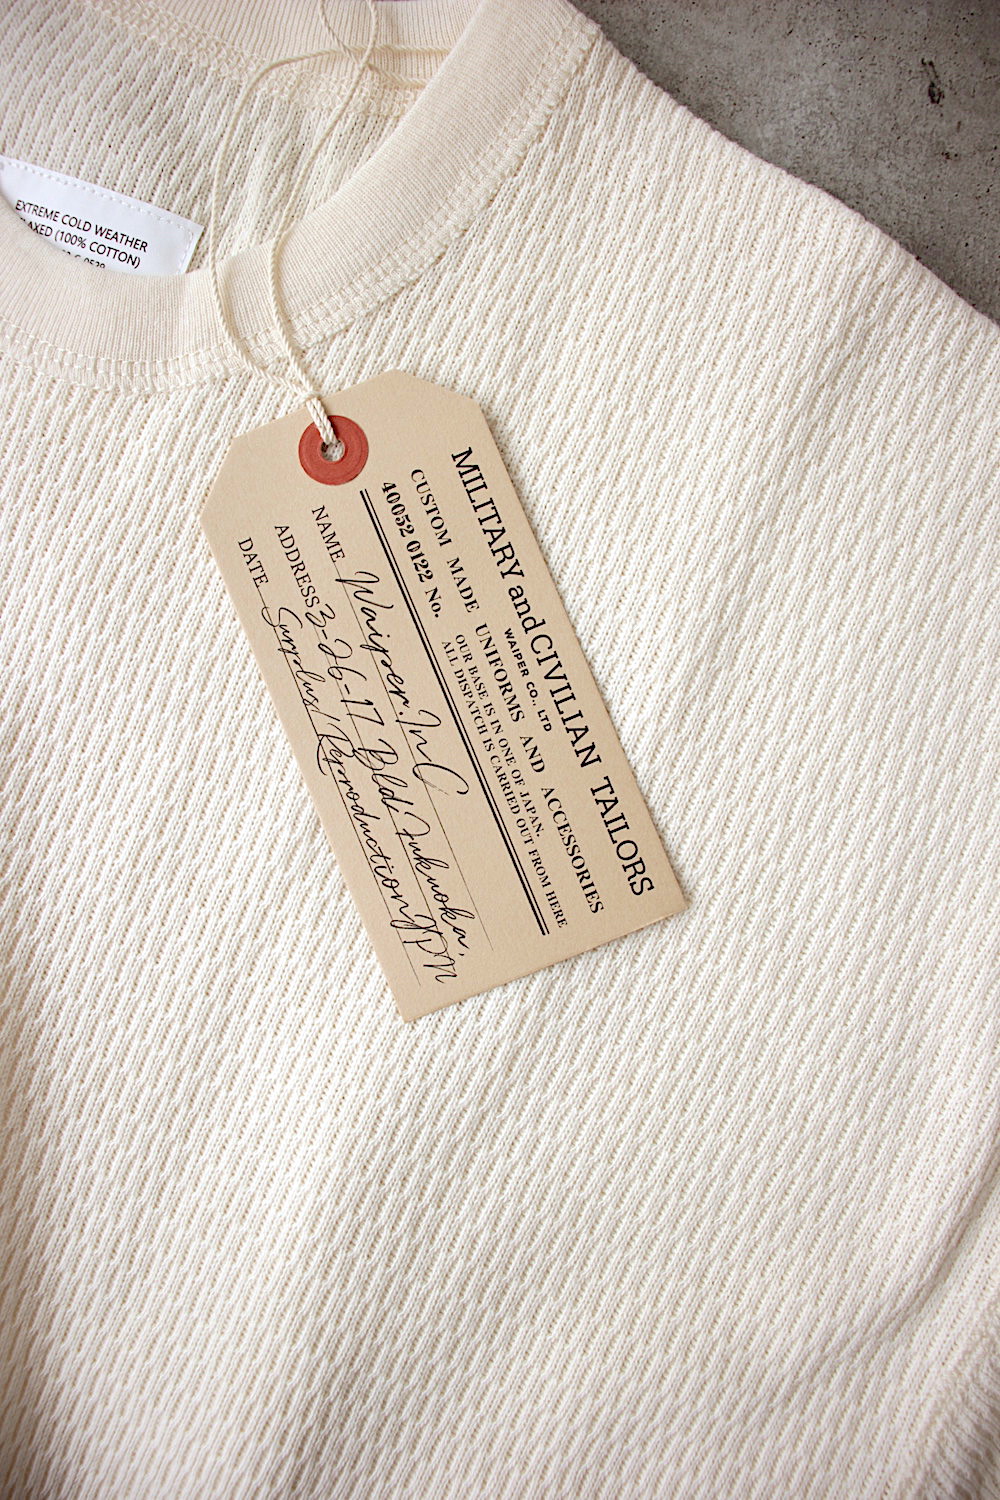 EXTREME COLD WEATHER
(100% COTTON)
MILITARY and CIVILIAN TAILORS
WAIPER CO., LTD
CUSTOM MADE UNIFORMS AND ACCESSORIES
40052 0122 No.
OUR BASE IS IN ONE OF JAPAN.
ALL DISPATCH IS CARRIED OUT FROM HERE
NAME Waiper.InC
ADDRESS 3-26-17 Bld. Fukuoka, JPN
DATE Surplus/Reproduction